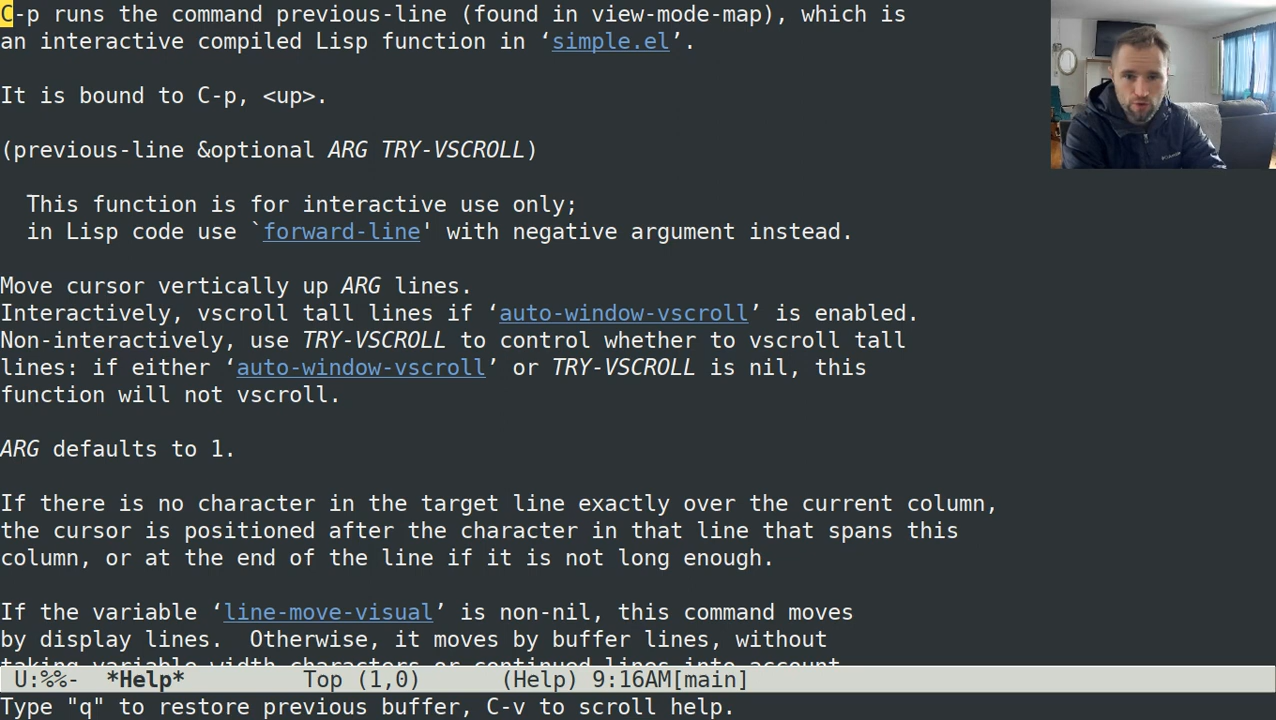 C-p runs the command previous-line (found in view-mode-map), which is
an interactive compiled Lisp function in ‘simple.el’.
It is bound to C-p, <up>.
(previous-line &optional ARG TRY-VSCROLL)
This function is for interactive use only;
in Lisp code use `forward-line' with negative argument instead.
Move cursor vertically up ARG lines.
Interactively, vscroll tall lines if ‘auto-window-vscroll’ is enabled.
Non-interactively, use TRY-VSCROLL to control whether to vscroll tall
lines: if either ‘auto-window-vscroll’ or TRY-VSCROLL is nil, this
function will not vscroll.
ARG defaults to 1.
If there is no character in the target line exactly over the current column,
the cursor is positioned after the character in that line that spans this
column, or at the end of the line if it is not long enough.
If the variable ‘line-move-visual’ is non-nil, this command moves
by display lines.  Otherwise, it moves by buffer lines, without
taking variable-width characters or continued lines into account.
U:%%-  *Help*         Top (1,0)      (Help) 9:16AM[main]
Type "q" to restore previous buffer, C-v to scroll help.